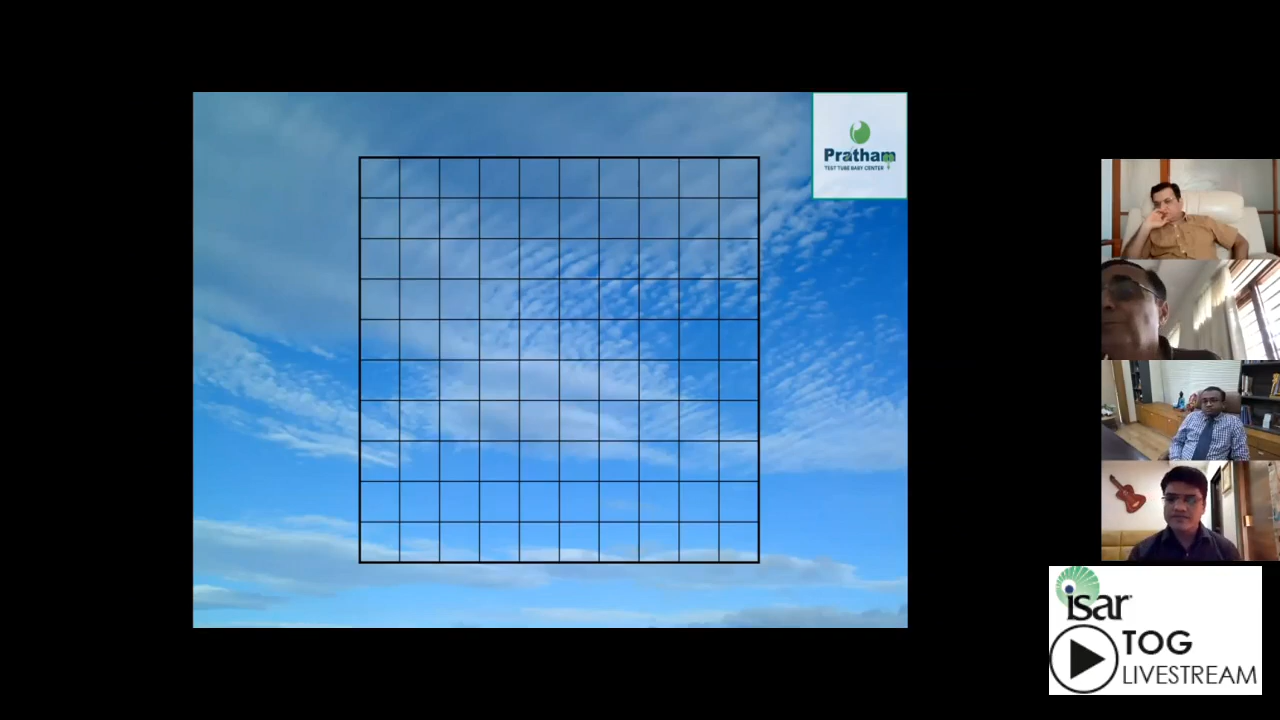 Pratham
TEST TUBE BABY CENTER
isar
TOG
LIVESTREAM